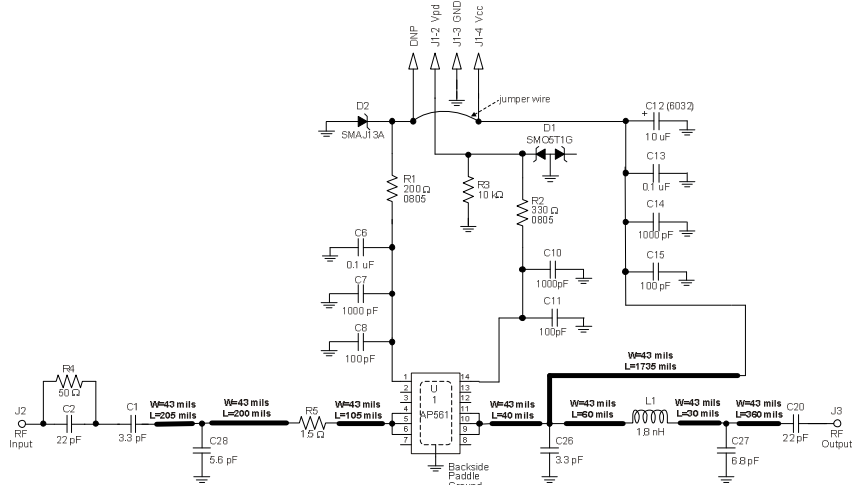 DNP
J1-2 Vpd
J1-3 GND
J1-4 Vcc
jumper wire
D2
SMAJ13A
D1
SMC5T1G
C12 (6032)
+
10 uF
C13
0.1 uF
C14
1000 pF
C15
100 pF
R1
200 Ω
0805
R3
10 kΩ
R2
330 Ω
0805
C6
0.1 uF
C7
1000 pF
C8
100pF
C10
1000pF
C11
100pF
W=43 mils
L=1735 mils
1
2
3
4
5
6
7
14
13
12
11
10
9
8
U
1
AP561
Backside
Paddle
Ground
J2
RF
Input
R4
50 Ω
C2
22 pF
C1
3.3 pF
W=43 mils
L=205 mils
C28
5.6 pF
W=43 mils
L=200 mils
R5
1.5 Ω
W=43 mils
L=105 mils
W=43 mils
L=40 mils
C26
3.3 pF
W=43 mils
L=60 mils
L1
1.8 nH
W=43 mils
L=30 mils
C27
6.8 pF
W=43 mils
L=360 mils
C20
22 pF
J3
RF
Output